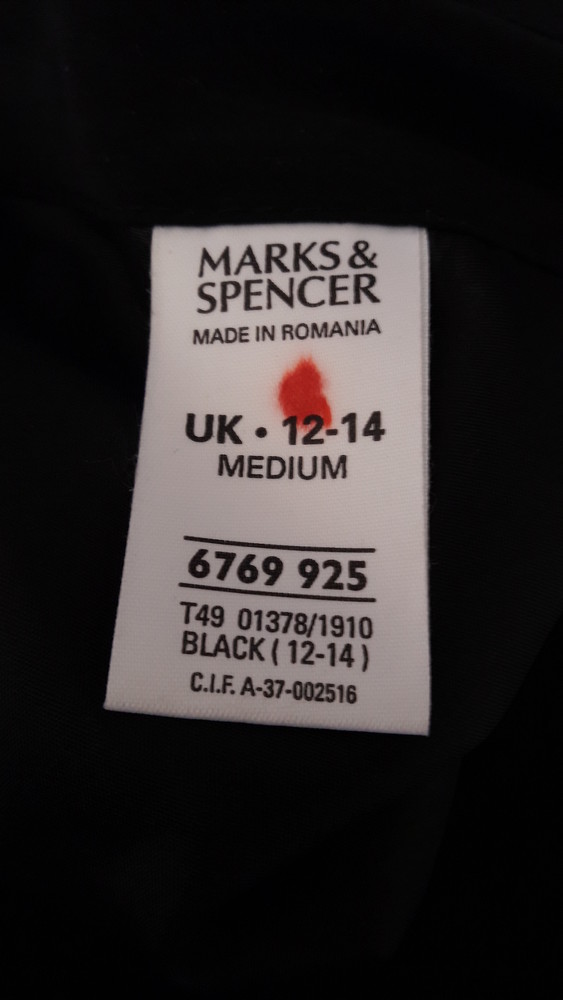 MARKS &
SPENCER
MADE IN ROMANIA
UK • 12-14
MEDIUM
6769 925
T49 01378/1910
BLACK ( 12-14 )
C.I.F. A-37-002516